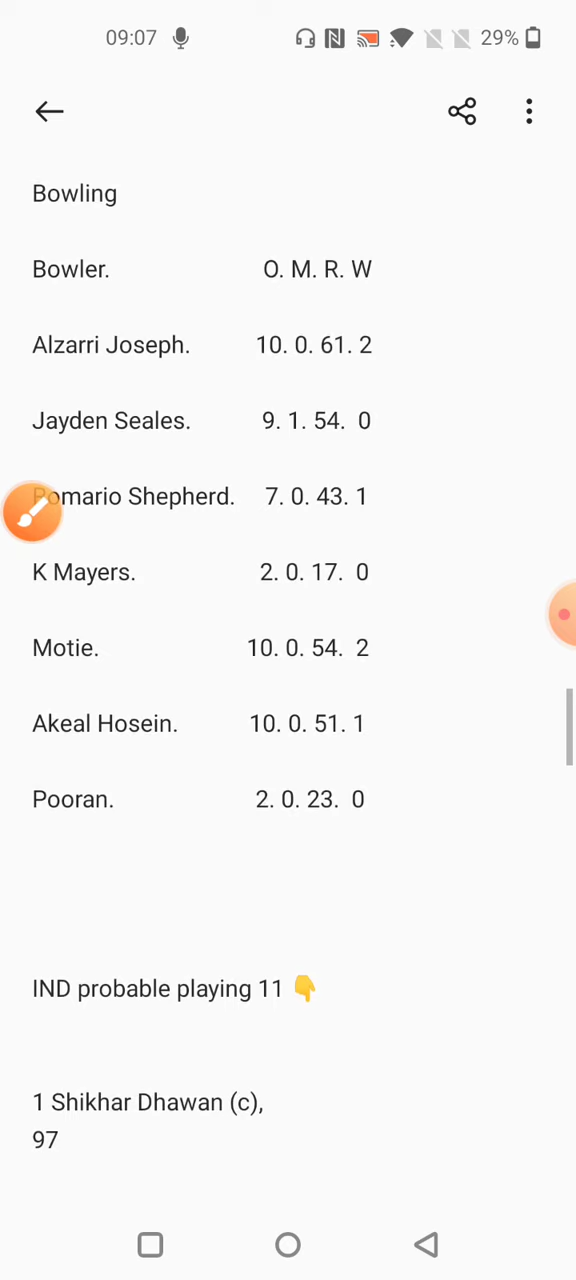 09:07 29%
Bowling
Bowler. O. M. R. W
Alzarri Joseph. 10. 0. 61. 2
Jayden Seales. 9. 1. 54. 0
Romario Shepherd. 7. 0. 43. 1
K Mayers. 2. 0. 17. 0
Motie. 10. 0. 54. 2
Akeal Hosein. 10. 0. 51. 1
Pooran. 2. 0. 23. 0
IND probable playing 11 👇
1 Shikhar Dhawan (c),
97